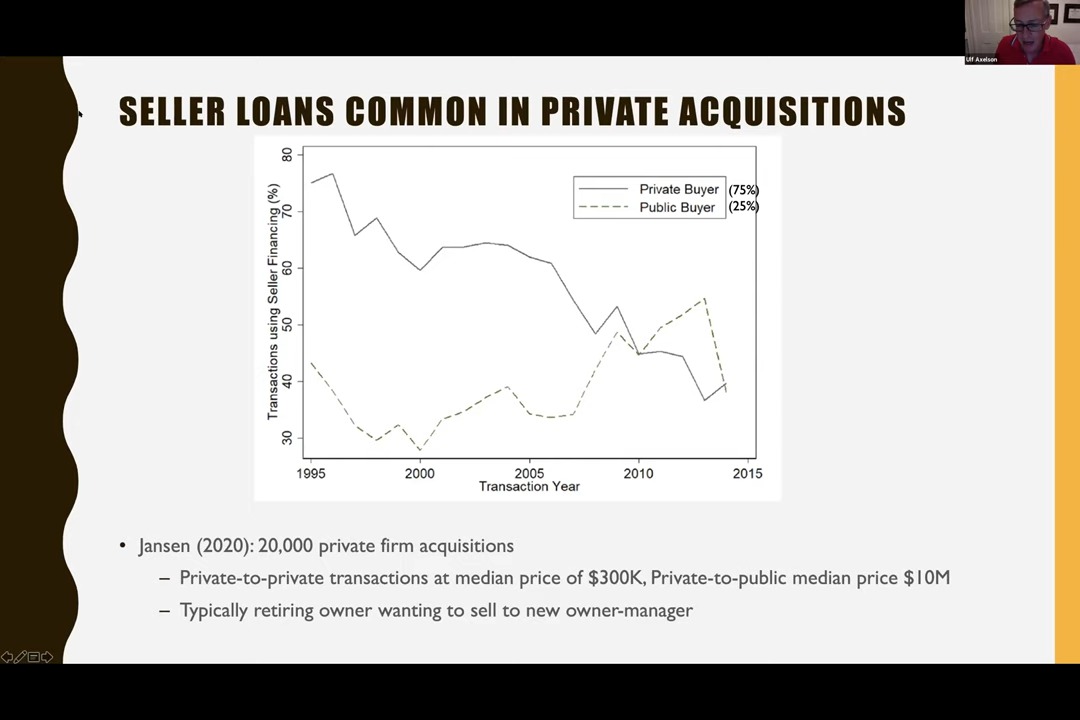 Ulf Axelson
SELLER LOANS COMMON IN PRIVATE ACQUISITIONS
Transactions using Seller Financing (%)
80
70
60
50
40
30
Private Buyer (75%)
Public Buyer (25%)
1995 2000 2005 2010 2015
Transaction Year
• Jansen (2020): 20,000 private firm acquisitions
– Private-to-private transactions at median price of $300K, Private-to-public median price $10M
– Typically retiring owner wanting to sell to new owner-manager